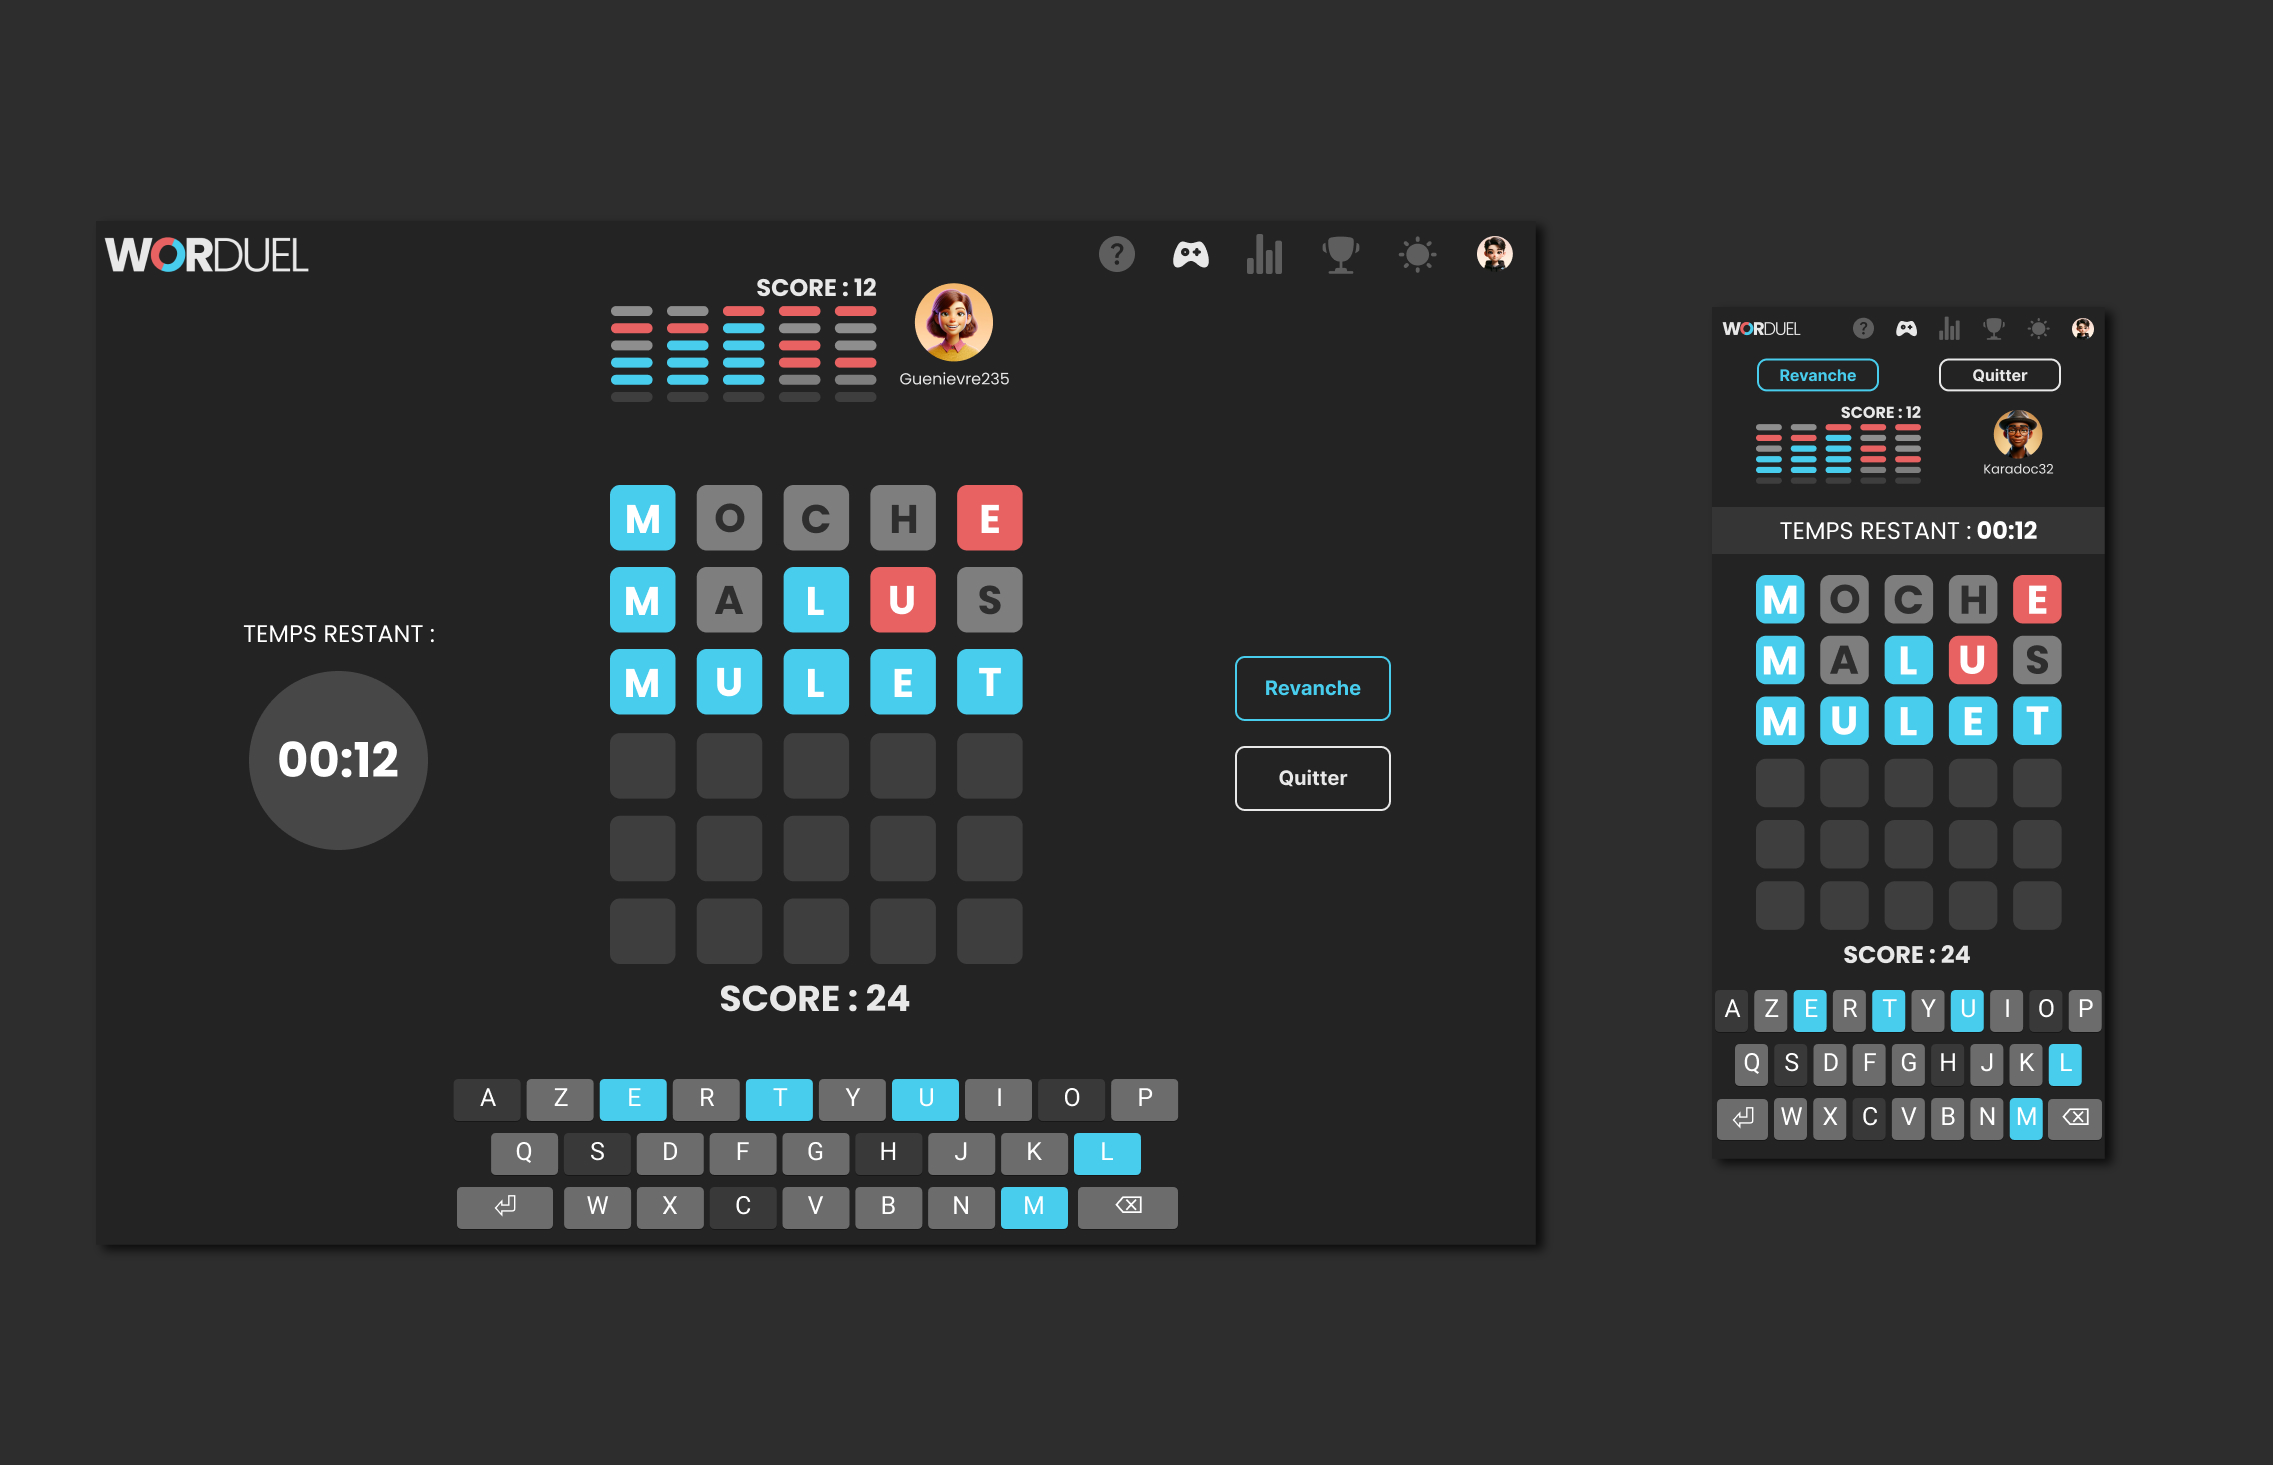 WORDUEL
?
SCORE : 12
Guenievre235
TEMPS RESTANT :
00:12
M O C H E
M A L U S
M U L E T
Revanche
Quitter
SCORE : 24
A Z E R T Y U I O P
Q S D F G H J K L
W X C V B N M
WORDUEL
?
Revanche
Quitter
SCORE : 12
Karadoc32
TEMPS RESTANT : 00:12
M O C H E
M A L U S
M U L E T
SCORE : 24
A Z E R T Y U I O P
Q S D F G H J K L
W X C V B N M